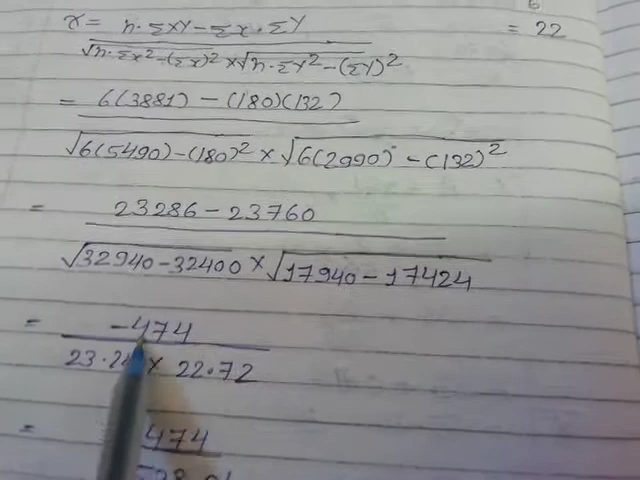 r = n·ΣXY-Σx·ΣY = 22
√n·Σx²-(Σx)² ×√n·ΣY²-(ΣY)²
= 6(3881) - (180)(132)
√6(5490)-(180)² × √6(2990) -(132)²
= 23286-23760
√32940-32400 × √17940-17424
= -474
× 22.72
= 474